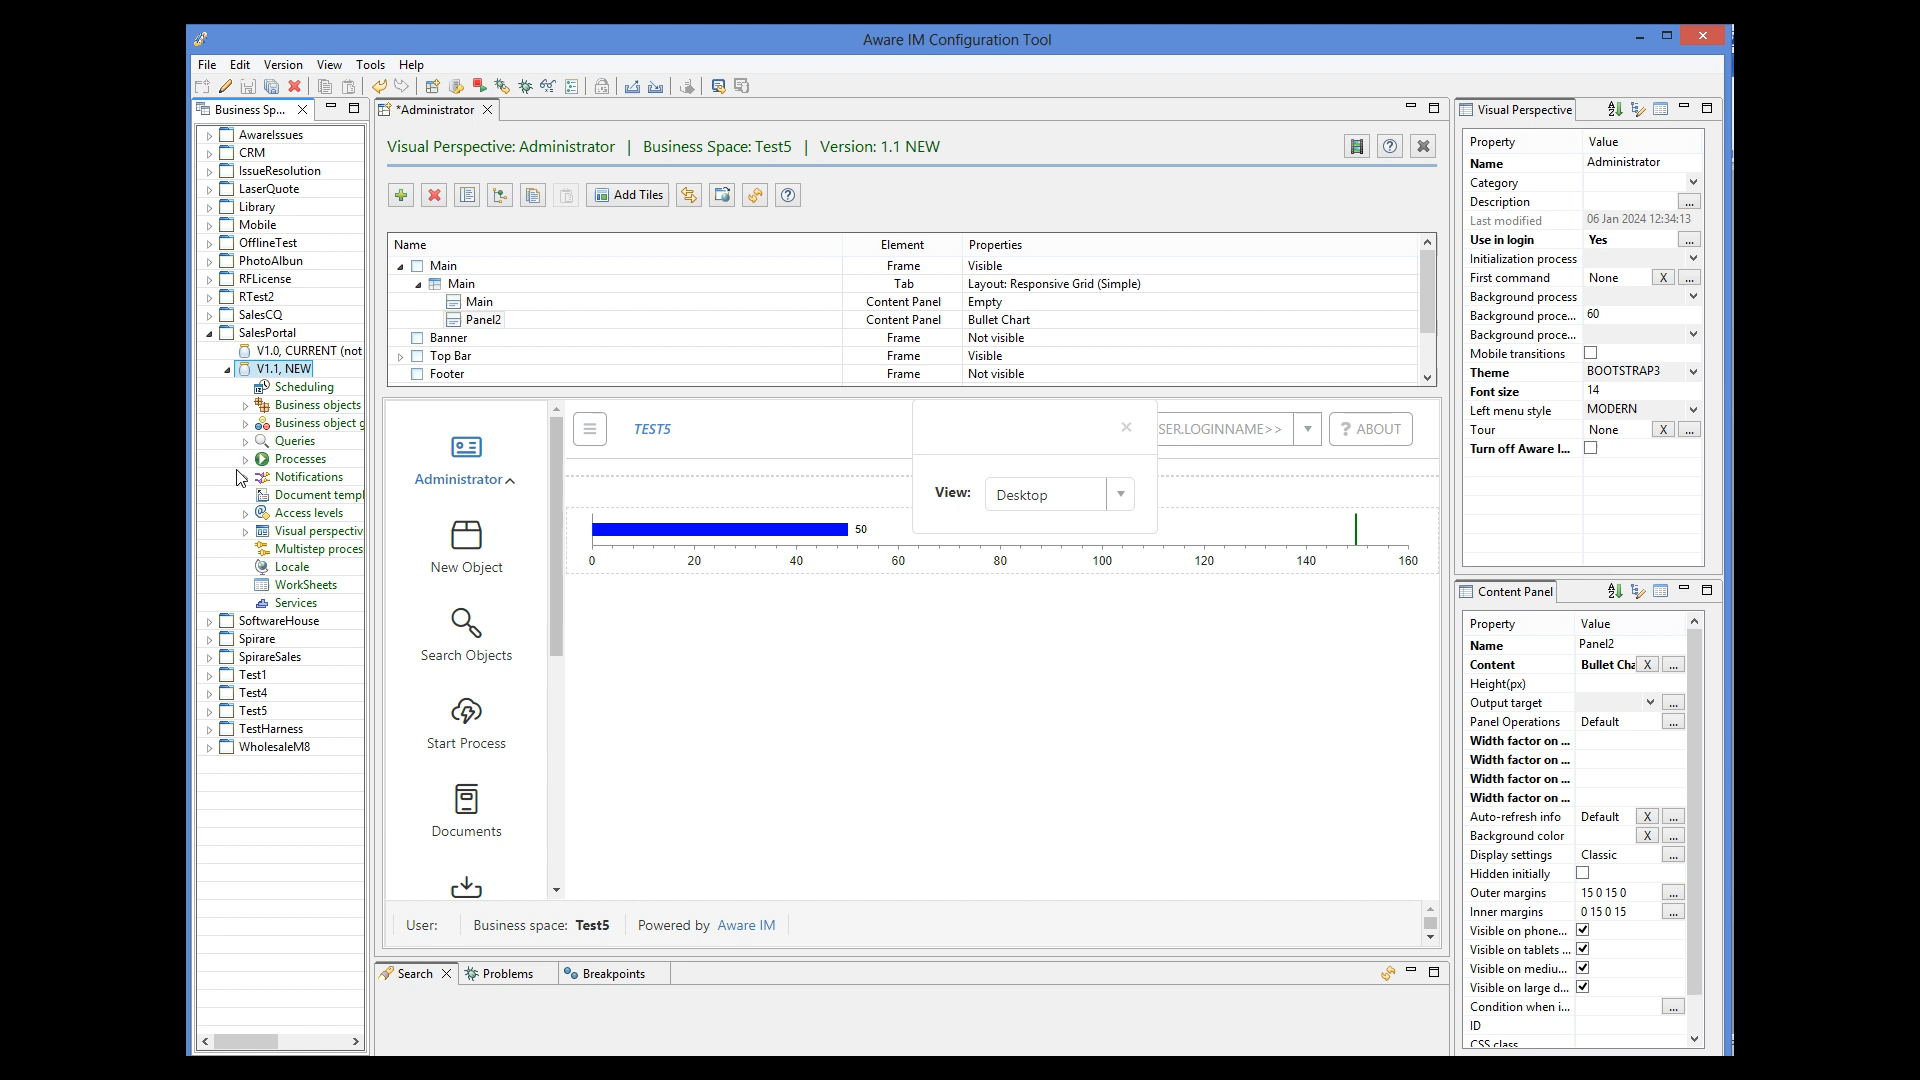 Aware IM Configuration Tool
File Edit Version View Tools Help
Business Sp...
*Administrator
Visual Perspective
AwareIssues
CRM
IssueResolution
LaserQuote
Library
Mobile
OfflineTest
PhotoAlbun
RFLicense
RTest2
SalesCQ
SalesPortal
V1.0, CURRENT (not
V1.1, NEW
Scheduling
Business objects
Business object g
Queries
Processes
Notifications
Document templ
Access levels
Visual perspectiv
Multistep proces
Locale
WorkSheets
Services
SoftwareHouse
Spirare
SpirareSales
Test1
Test4
Test5
TestHarness
WholesaleM8
Visual Perspective: Administrator | Business Space: Test5 | Version: 1.1 NEW
Add Tiles
Name Element Properties
Main Frame Visible
Main Tab Layout: Responsive Grid (Simple)
Main Content Panel Empty
Panel2 Content Panel Bullet Chart
Banner Frame Not visible
Top Bar Frame Visible
Footer Frame Not visible
Administrator
New Object
Search Objects
Start Process
Documents
TEST5
SER.LOGINNAME>>
? ABOUT
View: Desktop
50
0 20 40 60 80 100 120 140 160
User: Business space: Test5 Powered by Aware IM
Search Problems Breakpoints
Property Value
Name Administrator
Category
Description ...
Last modified 06 Jan 2024 12:34:13
Use in login Yes ...
Initialization process
First command None X ...
Background process
Background proce... 60
Background proce...
Mobile transitions
Theme BOOTSTRAP3
Font size 14
Left menu style MODERN
Tour None X ...
Turn off Aware I...
Content Panel
Property Value
Name Panel2
Content Bullet Cha X ...
Height(px)
Output target ...
Panel Operations Default ...
Width factor on ...
Width factor on ...
Width factor on ...
Width factor on ...
Auto-refresh info Default X ...
Background color X ...
Display settings Classic ...
Hidden initially
Outer margins 15 0 15 0 ...
Inner margins 0 15 0 15 ...
Visible on phone...
Visible on tablets ...
Visible on mediu...
Visible on large d...
Condition when i... ...
ID
CSS class